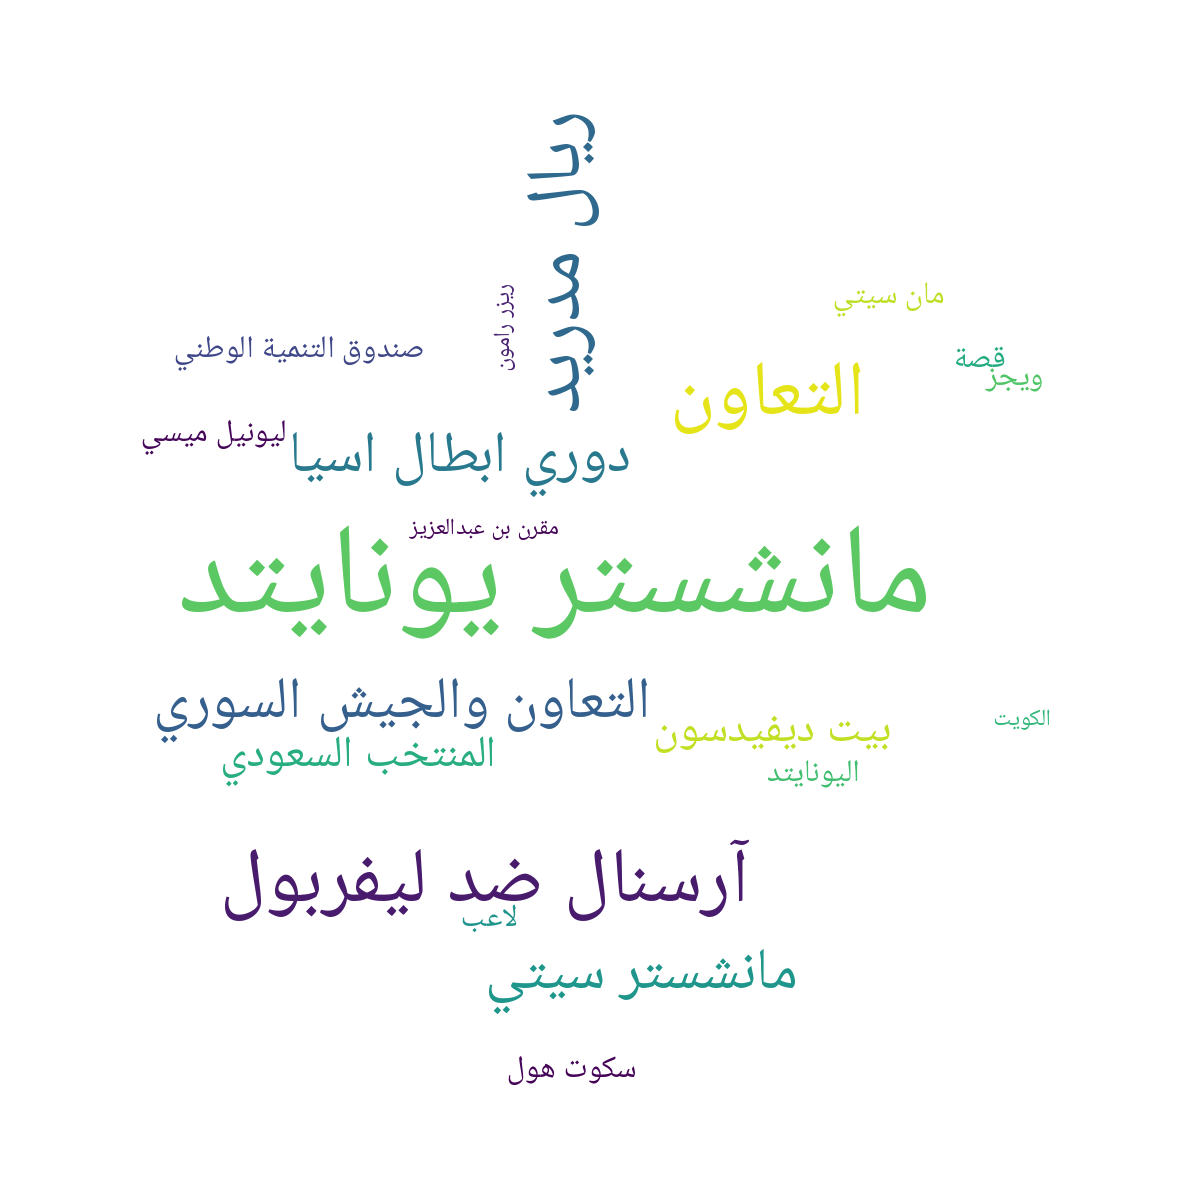 ريال مدريد
مان سيتي
ريزر رامون
صندوق التنمية الوطني
قصة
ويجز
التعاون
ليونيل ميسي
دوري ابطال اسيا
مقرن بن عبدالعزيز
مانشستر يونايتد
التعاون والجيش السوري
الكويت
بيت ديفيدسون
المنتخب السعودي
اليونايتد
آرسنال ضد ليفربول
لاعب
مانشستر سيتي
سكوت هول